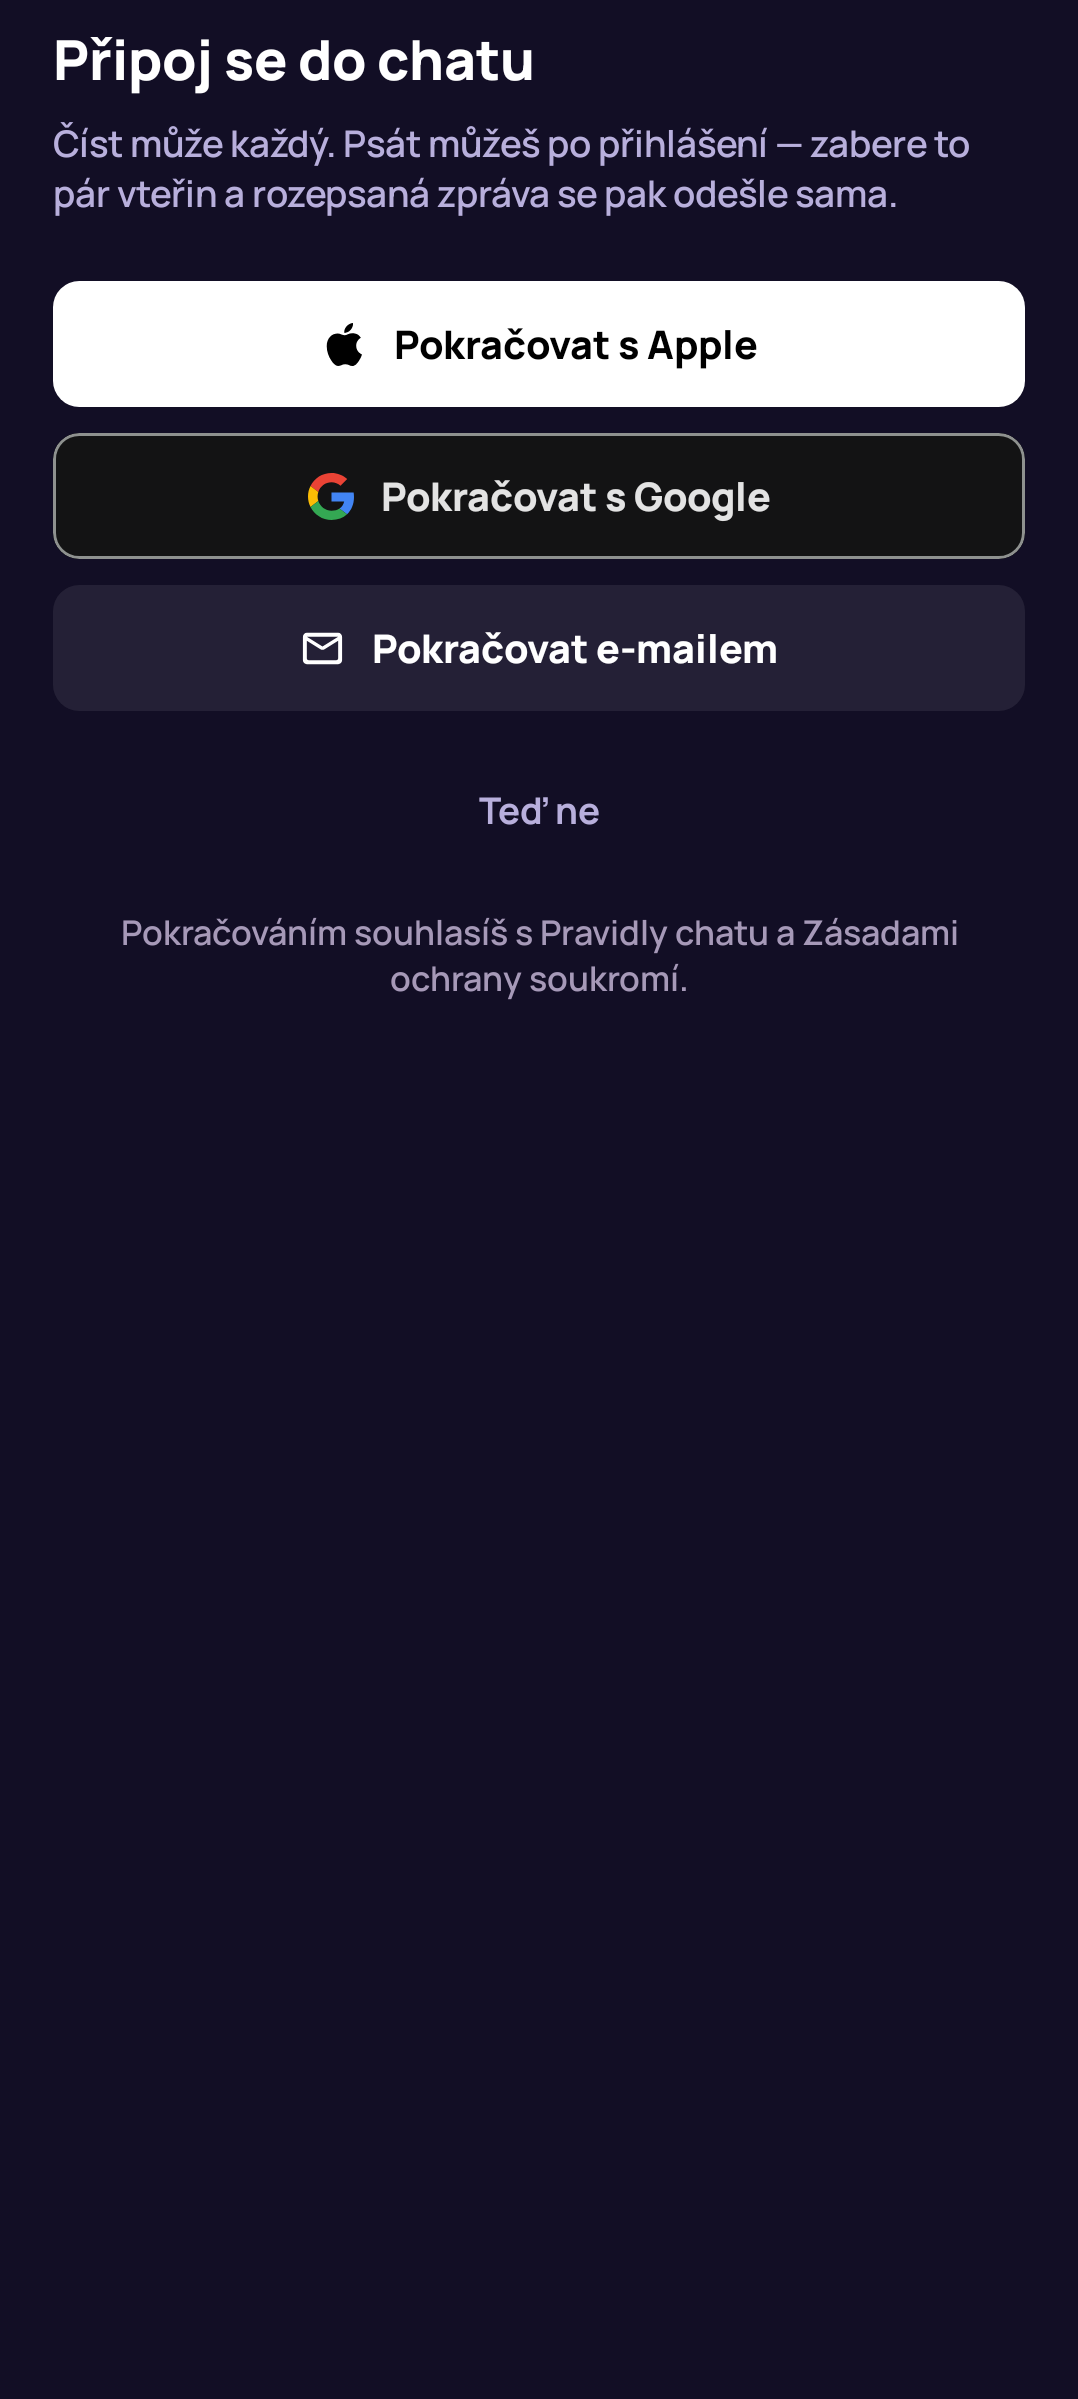 Připoj se do chatu
Číst může každý. Psát můžeš po přihlášení — zabere to
pár vteřin a rozepsaná zpráva se pak odešle sama.
Pokračovat s Apple
Pokračovat s Google
Pokračovat e-mailem
Teď ne
Pokračováním souhlasíš s Pravidly chatu a Zásadami
ochrany soukromí.